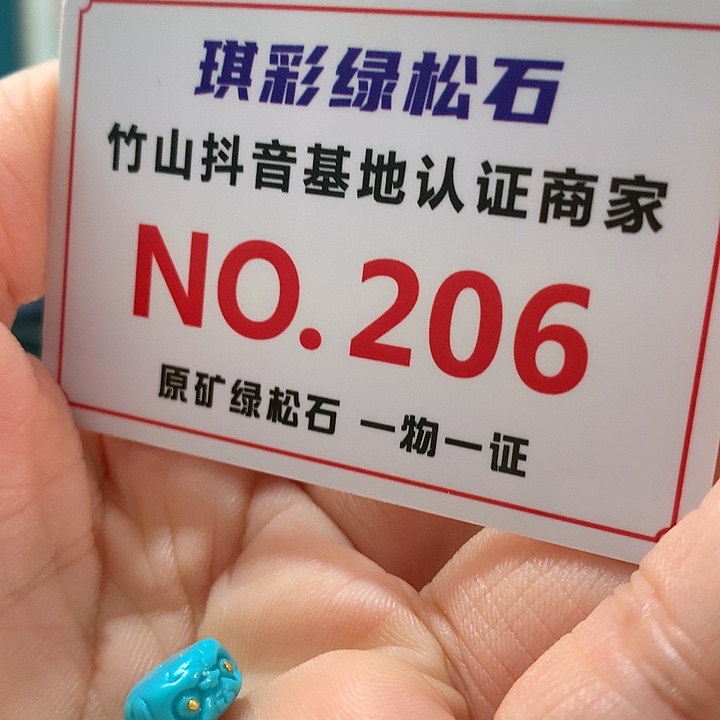 琪彩绿松石
竹山抖音基地认证商家
NO.206
原矿绿松石 一物一证